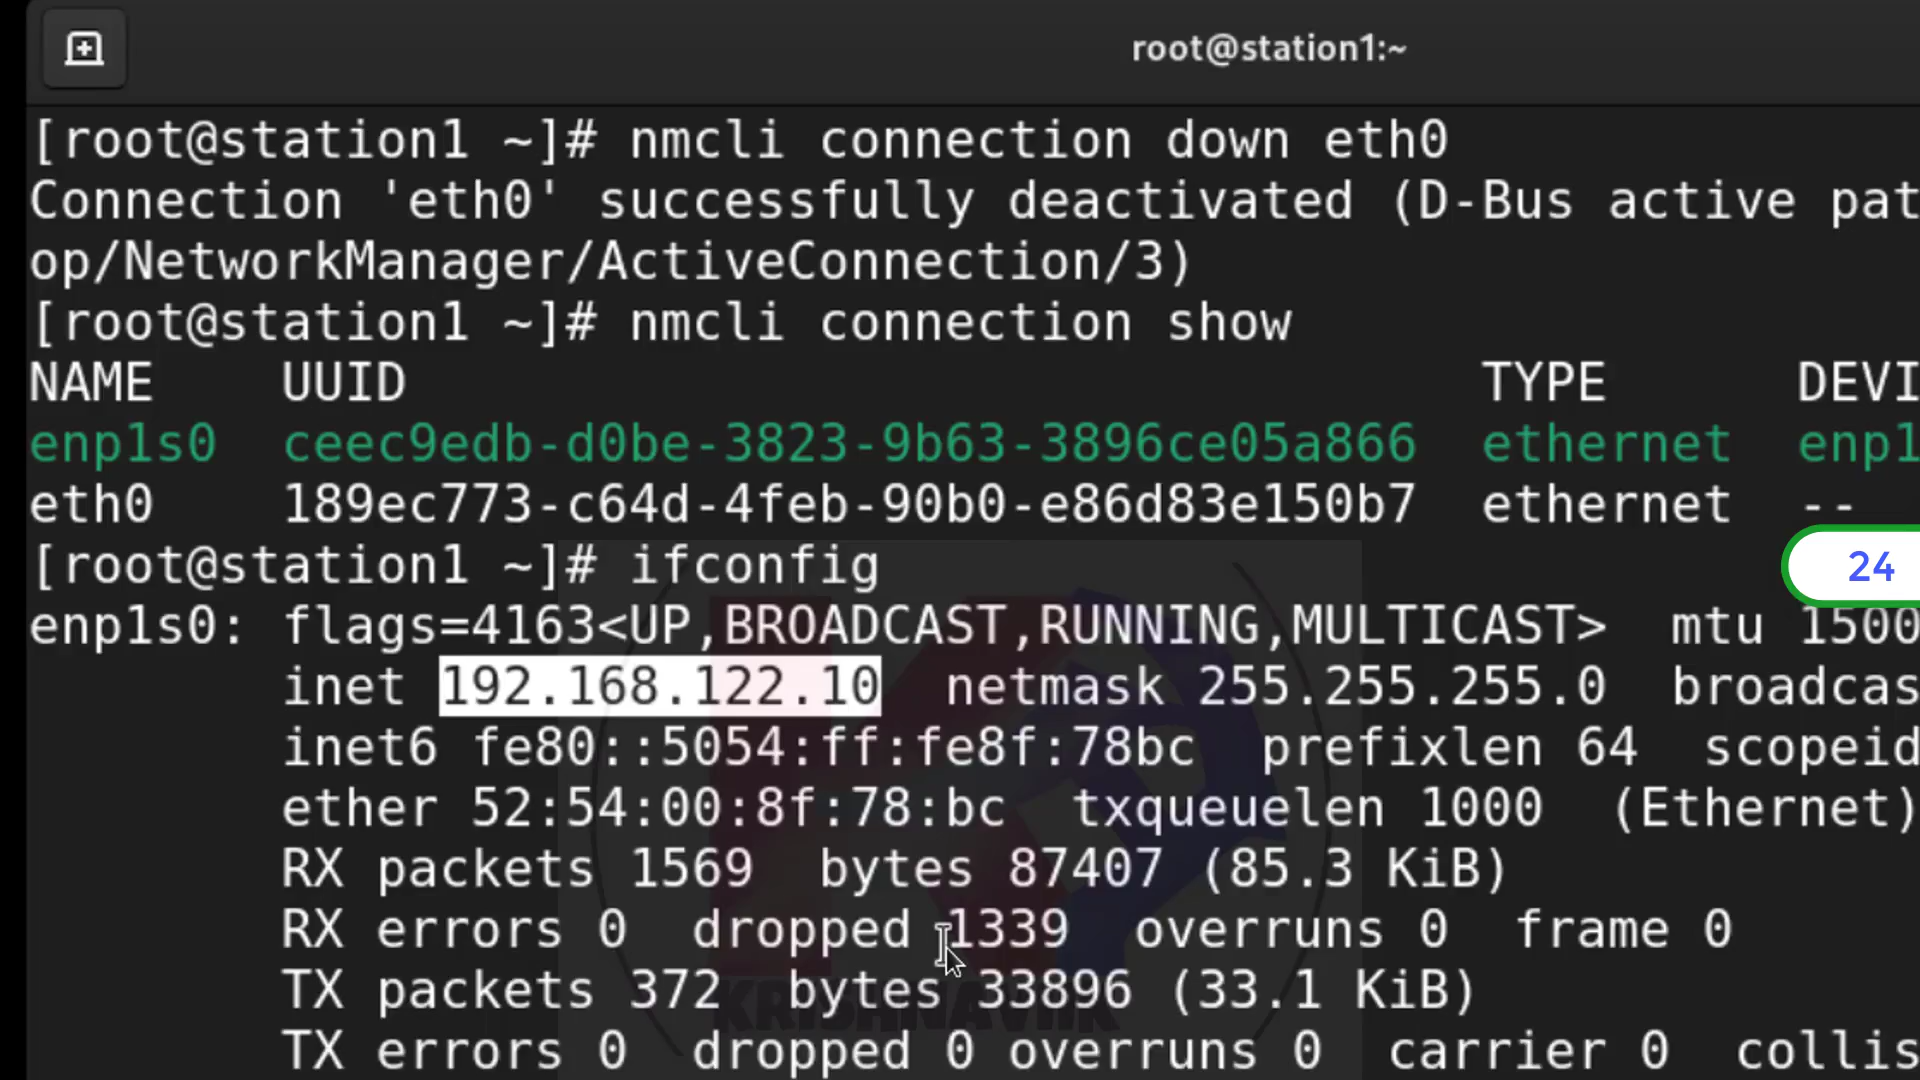 root@station1:~
[root@station1 ~]# nmcli connection down eth0
Connection 'eth0' successfully deactivated (D-Bus active pat
op/NetworkManager/ActiveConnection/3)
[root@station1 ~]# nmcli connection show
NAME    UUID                                  TYPE      DEVI
enp1s0  ceec9edb-d0be-3823-9b63-3896ce05a866  ethernet  enp1
eth0    189ec773-c64d-4feb-90b0-e86d83e150b7  ethernet  --
24
[root@station1 ~]# ifconfig
enp1s0: flags=4163<UP,BROADCAST,RUNNING,MULTICAST>  mtu 1500
        inet 192.168.122.10  netmask 255.255.255.0  broadcas
        inet6 fe80::5054:ff:fe8f:78bc  prefixlen 64  scopeid
        ether 52:54:00:8f:78:bc  txqueuelen 1000  (Ethernet)
        RX packets 1569  bytes 87407 (85.3 KiB)
        RX errors 0  dropped 1339  overruns 0  frame 0
        TX packets 372  bytes 33896 (33.1 KiB)
        TX errors 0  dropped 0 overruns 0  carrier 0  collis